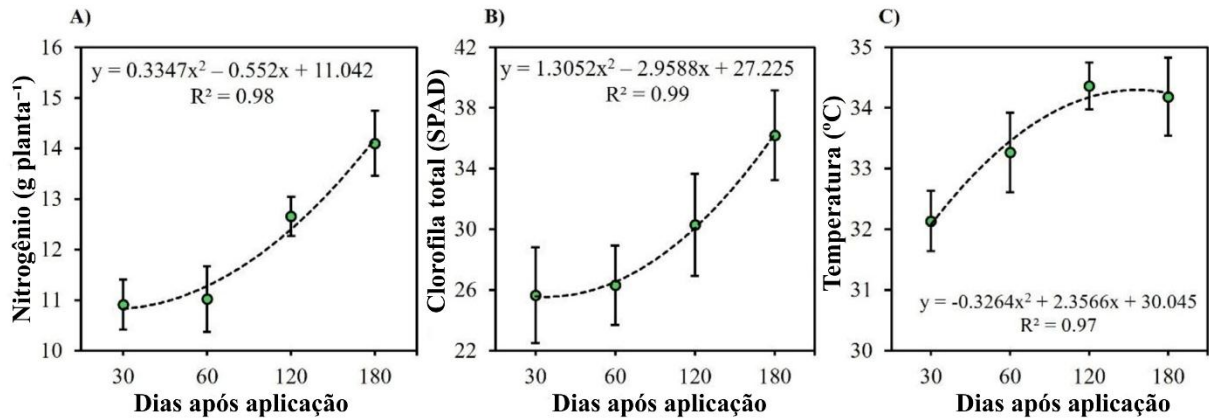 A)
Nitrogênio (g planta⁻¹)
16
15
14
13
12
11
10
y = 0.3347x² – 0.552x + 11.042
R² = 0.98
30 60 120 180
Dias após aplicação
B)
Clorofila total (SPAD)
42
38
34
30
26
22
y = 1.3052x² – 2.9588x + 27.225
R² = 0.99
30 60 120 180
Dias após aplicação
C)
Temperatura (ºC)
35
34
33
32
31
30
y = -0.3264x² + 2.3566x + 30.045
R² = 0.97
30 60 120 180
Dias após aplicação